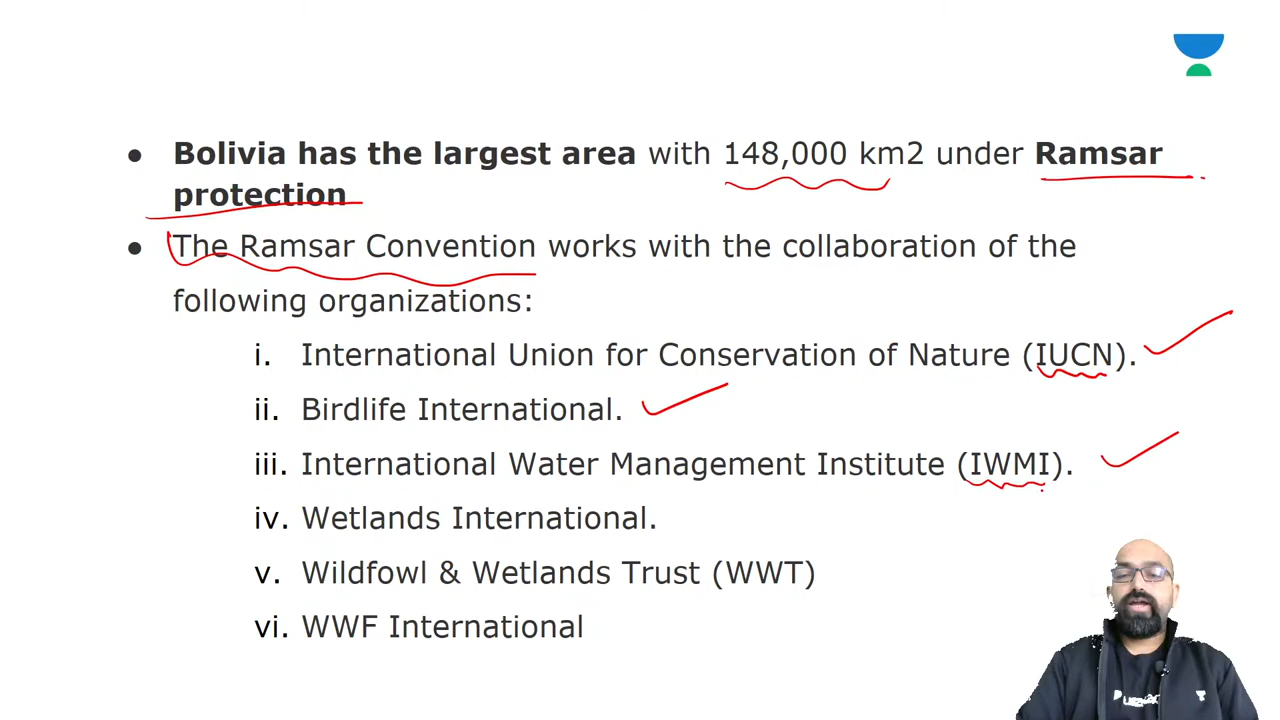 ● Bolivia has the largest area with 148,000 km2 under Ramsar
protection
● The Ramsar Convention works with the collaboration of the
following organizations:
i. International Union for Conservation of Nature (IUCN).
ii. Birdlife International.
iii. International Water Management Institute (IWMI).
iv. Wetlands International.
v. Wildfowl & Wetlands Trust (WWT)
vi. WWF International